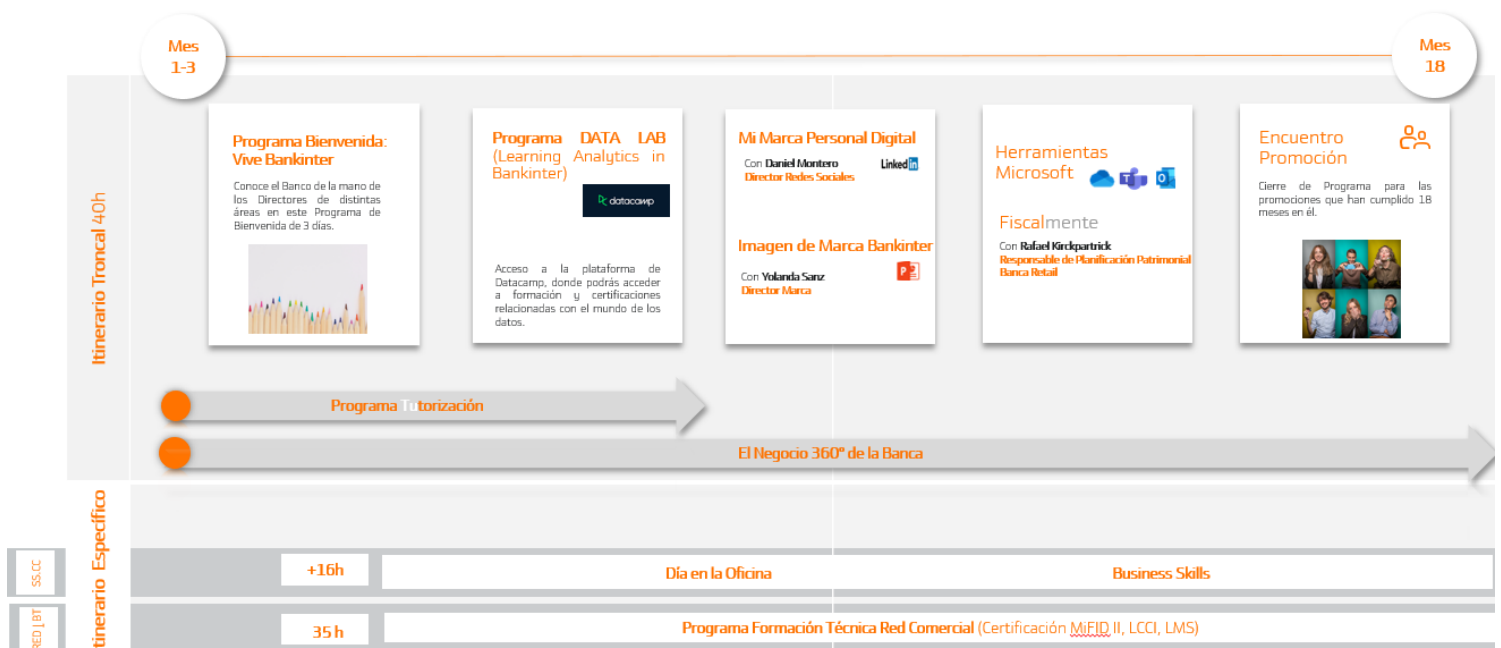 Mes
1-3
Mes
18
Itinerario Troncal 40h
Programa Bienvenida:
Vive Bankinter
Conoce el Banco de la mano de
los Directores de distintas
áreas en este Programa de
Bienvenida de 3 días.
Programa DATA LAB
(Learning Analytics in
Bankinter)
datacamp
Acceso a la plataforma de
Datacamp, donde podrás acceder
a formación y certificaciones
relacionadas con el mundo de los
datos.
Mi Marca Personal Digital
Con Daniel Montero
Director Redes Sociales
Linked in
Imagen de Marca Bankinter
Con Yolanda Sanz
Director Marca
Herramientas
Microsoft
Fiscalmente
Con Rafael Kirckpartrick
Responsable de Planificación Patrimonial
Banca Retail
Encuentro
Promoción
Cierre de Programa para las
promociones que han cumplido 18
meses en él.
Programa Tutorización
El Negocio 360º de la Banca
Itinerario Específico
SS.CC
+16h
Día en la Oficina
Business Skills
RED | BT
35 h
Programa Formación Técnica Red Comercial (Certificación MiFID II, LCCI, LMS)